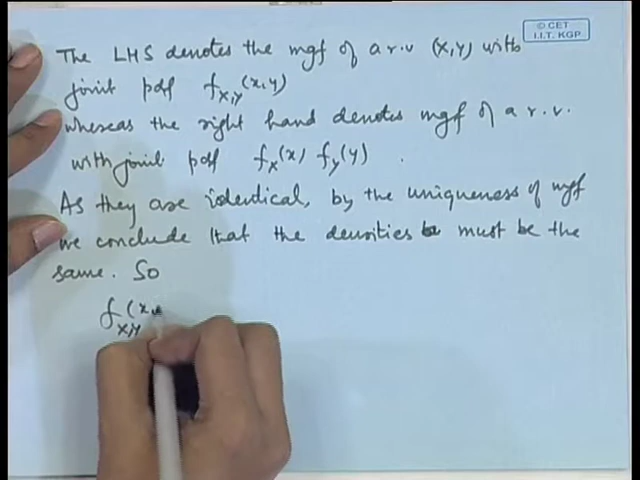 © CET
I.I.T. KGP
The LHS denotes the mgf of a r.v (X,Y) with
joint pdf f_{X,Y}(x,y)
whereas the right hand denotes mgf of a r.v.
with joint pdf f_X(x) f_Y(y) .
As they are identical, by the uniqueness of mgf
we conclude that the densities must be the
same. So
f_{X,Y}(x,